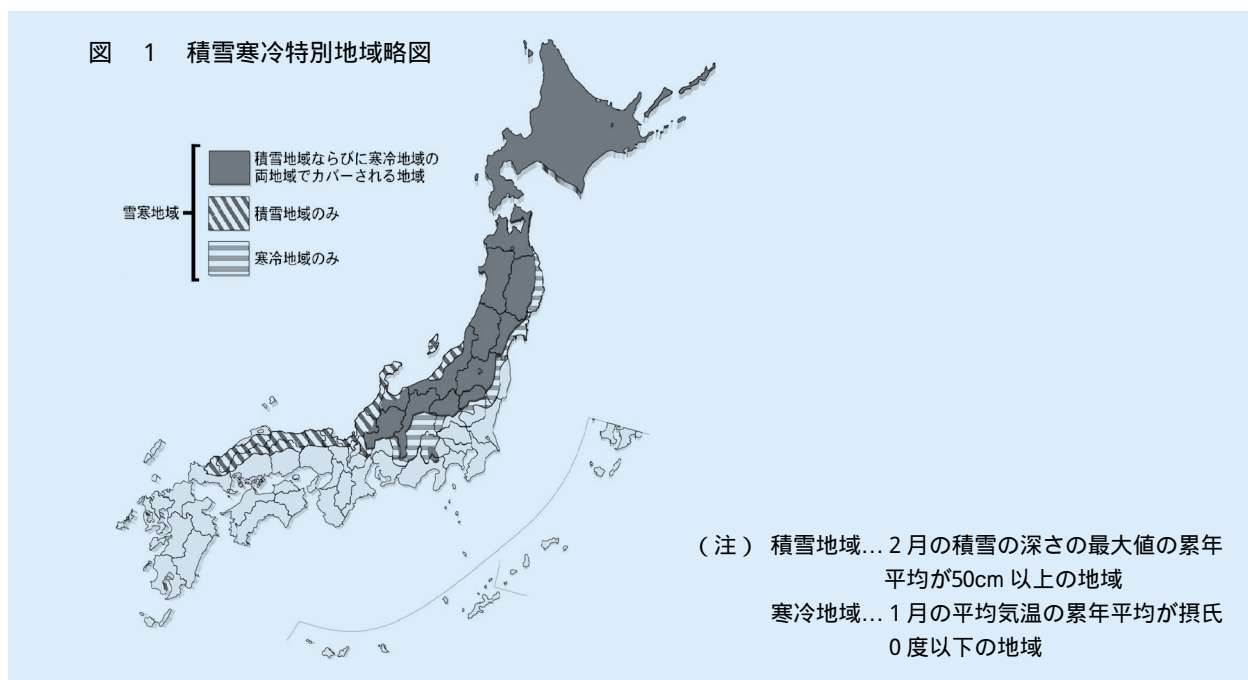 図 1 積雪寒冷特別地域略図
雪寒地域
積雪地域ならびに寒冷地域の
両地域でカバーされる地域
積雪地域のみ
寒冷地域のみ
（注） 積雪地域…2月の積雪の深さの最大値の累年
平均が50cm以上の地域
寒冷地域…1月の平均気温の累年平均が摂氏
0度以下の地域